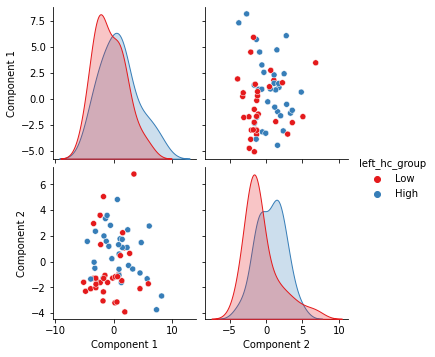 7.5
5.0
2.5
0.0
−2.5
−5.0
Component 1
left_hc_group
Low
High
6
4
2
0
−2
−4
Component 2
−10 0 10
Component 1
−5 0 5 10
Component 2